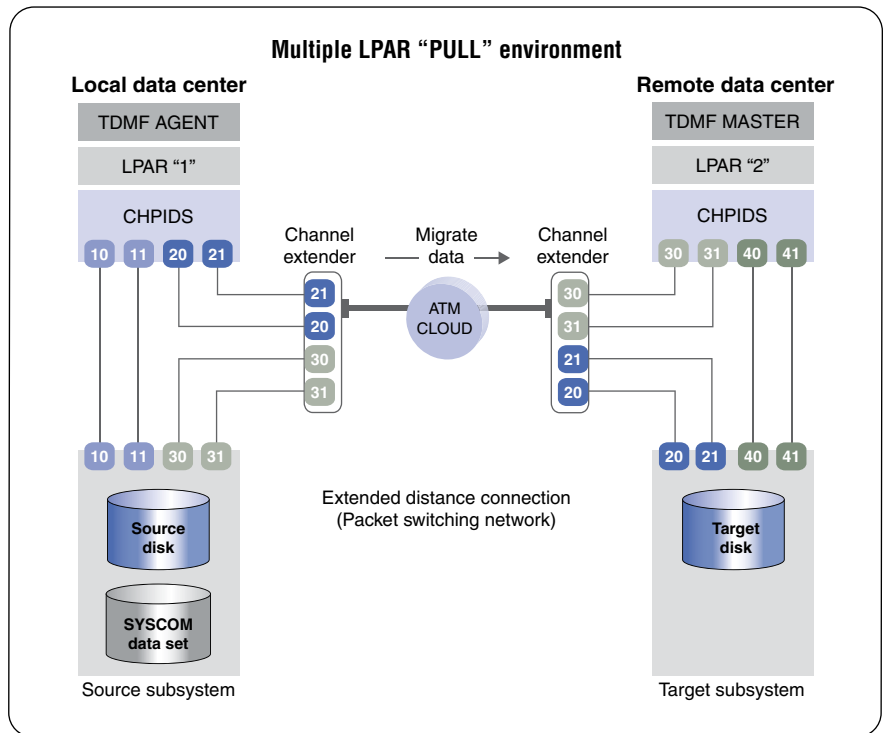 Multiple LPAR “PULL” environment
Local data center
Remote data center
TDMF AGENT
TDMF MASTER
LPAR “1”
LPAR “2”
CHPIDS
CHPIDS
10 11 20 21
30 31 40 41
Channel
extender
Migrate
data
Channel
extender
21
20
30
31
ATM
CLOUD
30
31
21
20
10 11 30 31
20 21 40 41
Extended distance connection
(Packet switching network)
Source
disk
Target
disk
SYSCOM
data set
Source subsystem
Target subsystem